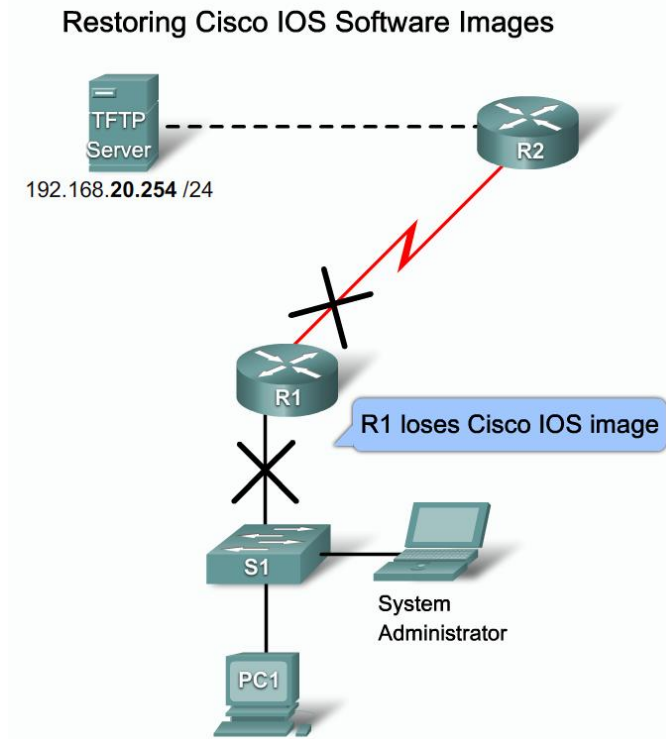 Restoring Cisco IOS Software Images
TFTP
Server
192.168.20.254 /24
R2
R1
R1 loses Cisco IOS image
S1
System
Administrator
PC1